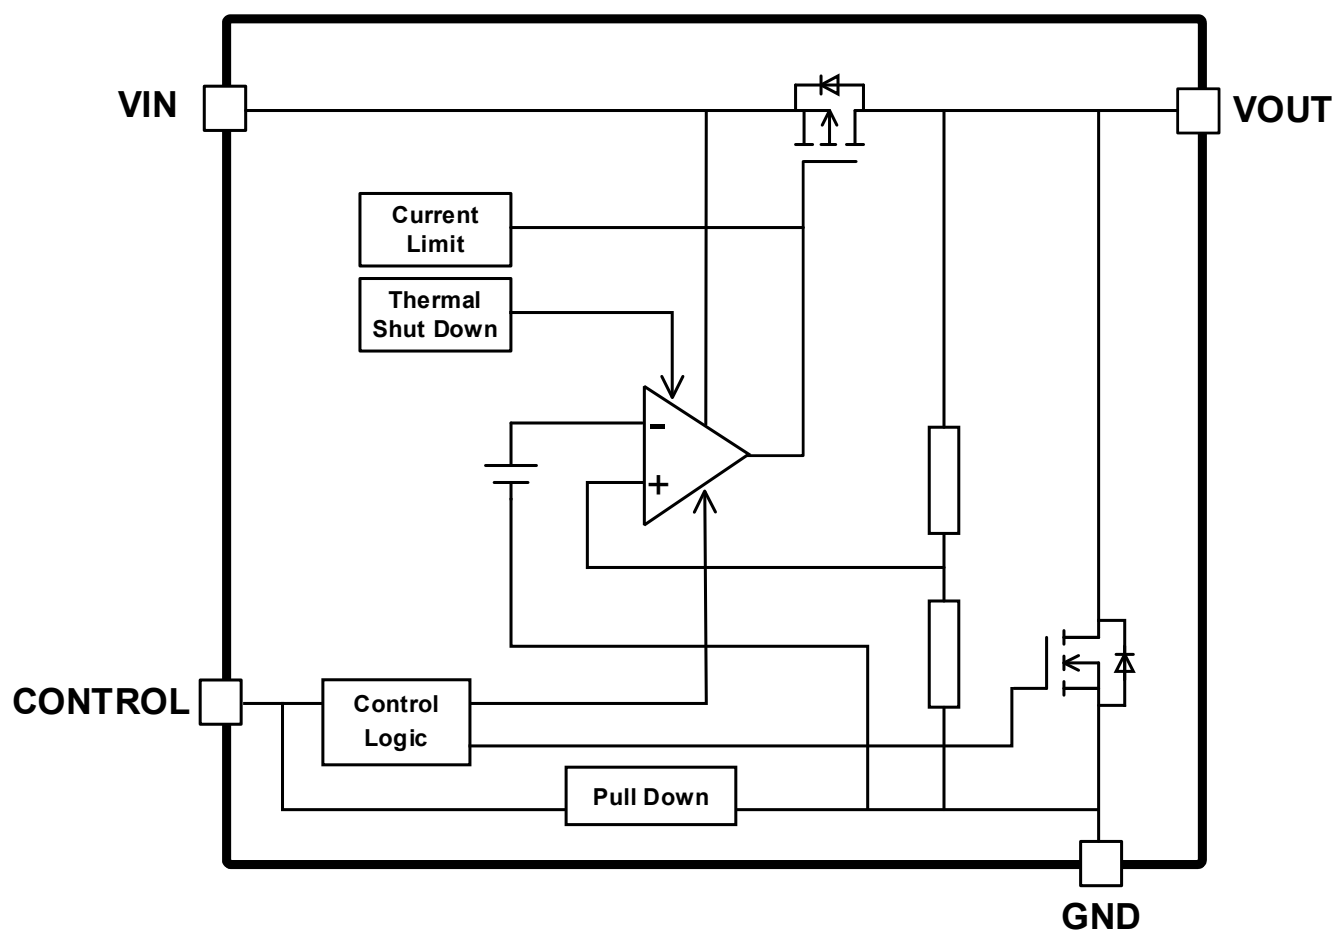 VIN
VOUT
Current
Limit
Thermal
Shut Down
-
+
CONTROL
Control
Logic
Pull Down
GND